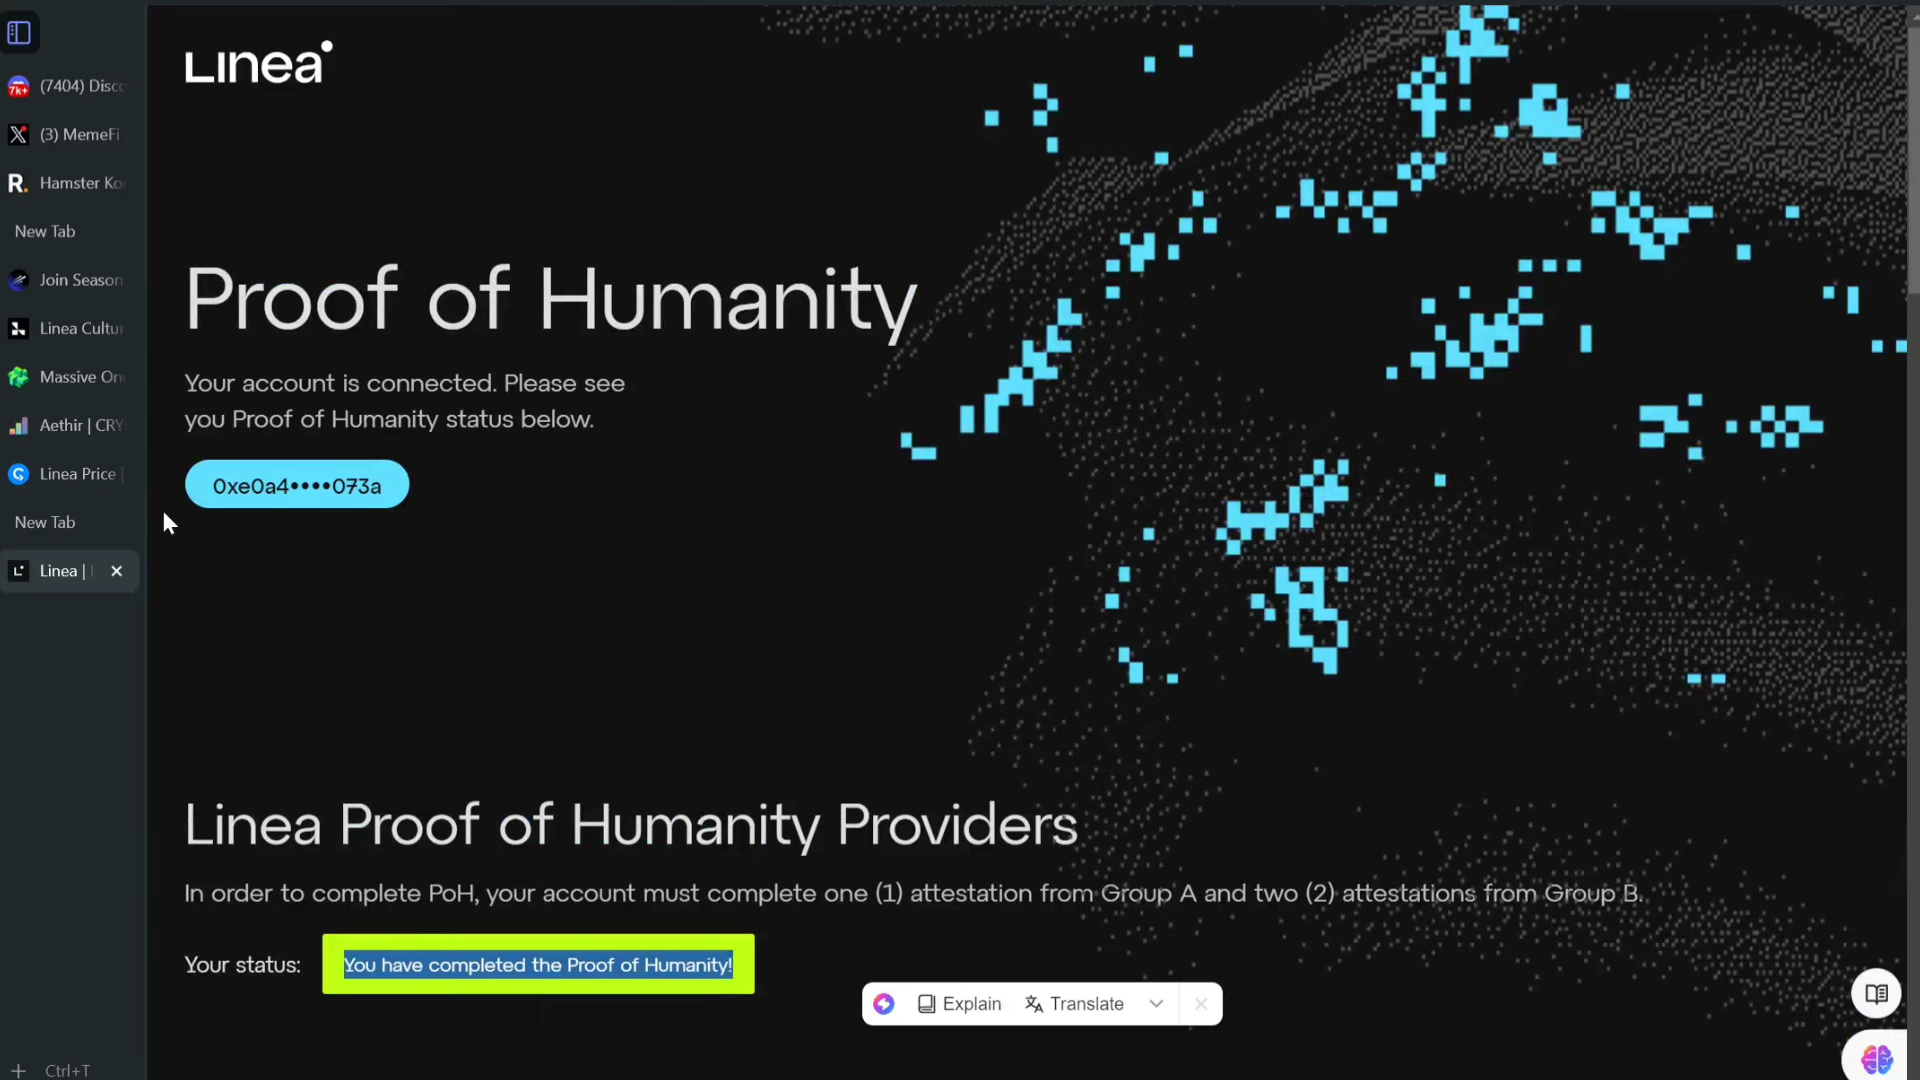 (7404) Disco
(3) MemeFi
Hamster Ko
New Tab
Join Season
Linea Cultur
Massive On
Aethir | CRY
Linea Price |
New Tab
Linea |
Ctrl+T
7k+
R.
Linea
Proof of Humanity
Your account is connected. Please see
you Proof of Humanity status below.
0xe0a4••••073a
Linea Proof of Humanity Providers
In order to complete PoH, your account must complete one (1) attestation from Group A and two (2) attestations from Group B.
Your status: You have completed the Proof of Humanity!
Explain Translate